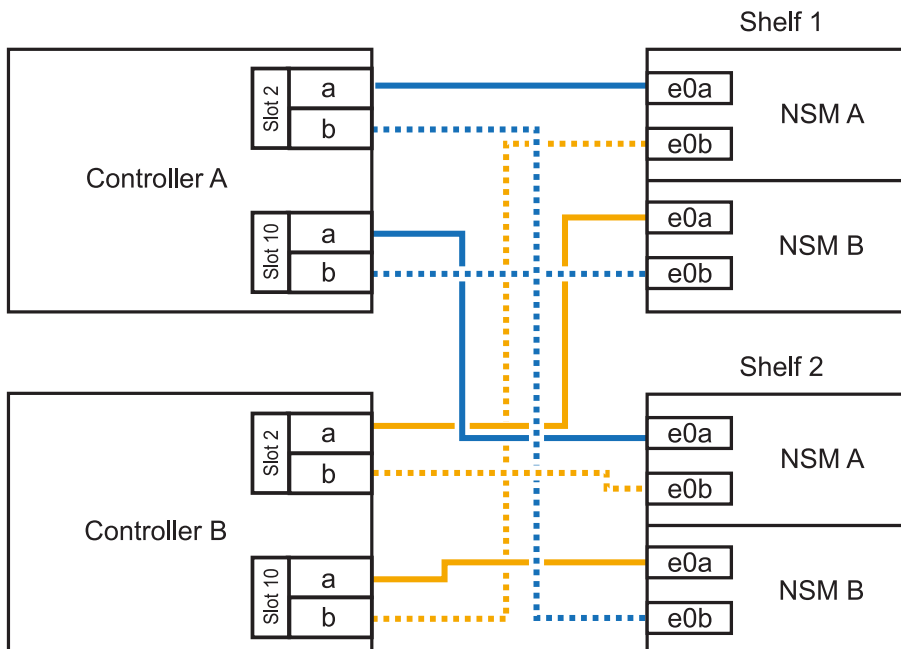 Shelf 1
Controller A
Slot 2
a
b
Slot 10
a
b
e0a
e0b
NSM A
e0a
e0b
NSM B
Shelf 2
Controller B
Slot 2
a
b
Slot 10
a
b
e0a
e0b
NSM A
e0a
e0b
NSM B